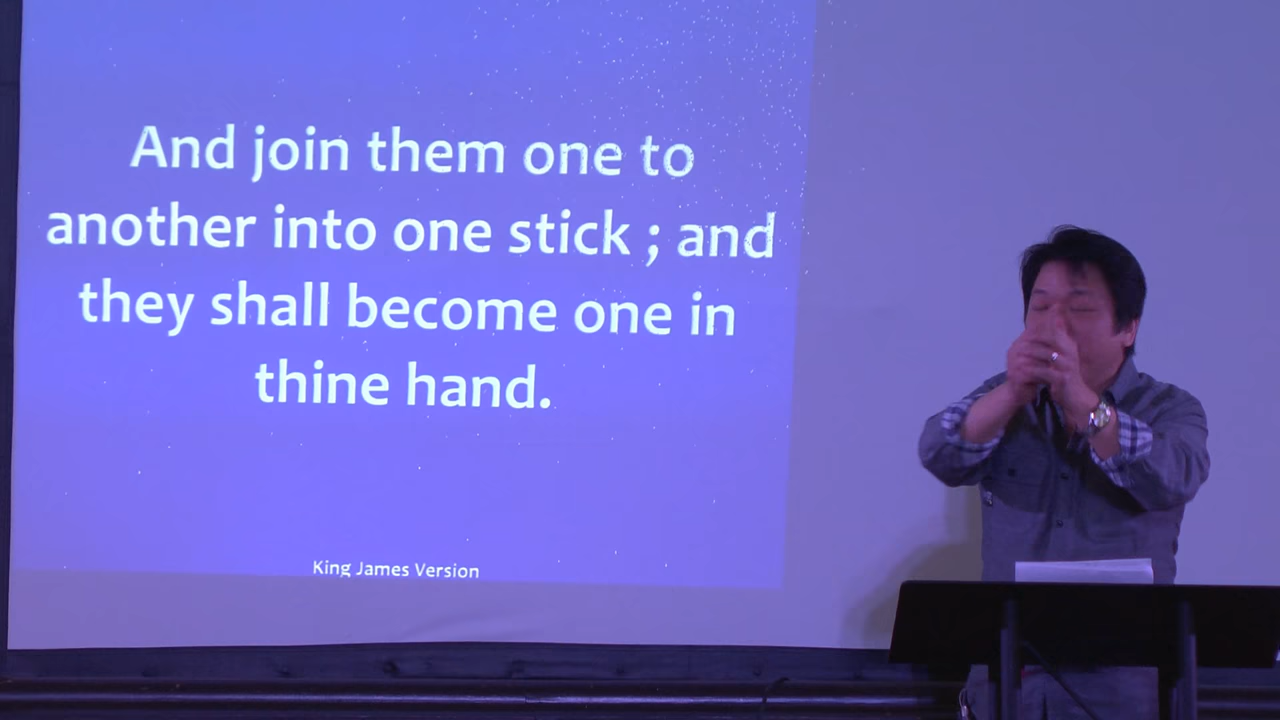 And join them one to
another into one stick ; and
they shall become one in
thine hand.
King James Version